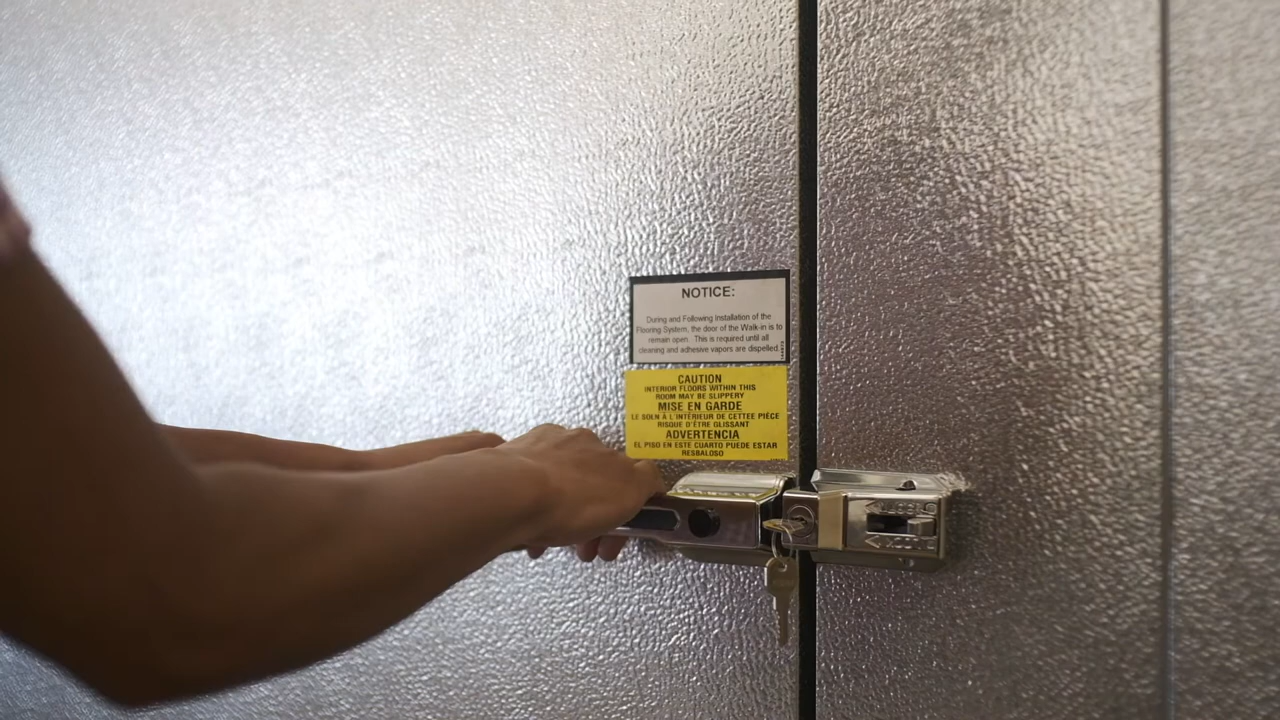 NOTICE:
During and Following Installation of the
Flooring System, the door of the Walk-in is to
remain open. This is required until all
cleaning and adhesive vapors are dispelled.
CAUTION
INTERIOR FLOORS WITHIN THIS
ROOM MAY BE SLIPPERY
MISE EN GARDE
LE SOLN À L'INTÉRIEUR DE CETTEE PIÈCE
RISQUE D'ÊTRE GLISSANT
ADVERTENCIA
EL PISO EN ESTE CUARTO PUEDE ESTAR
RESBALOSO